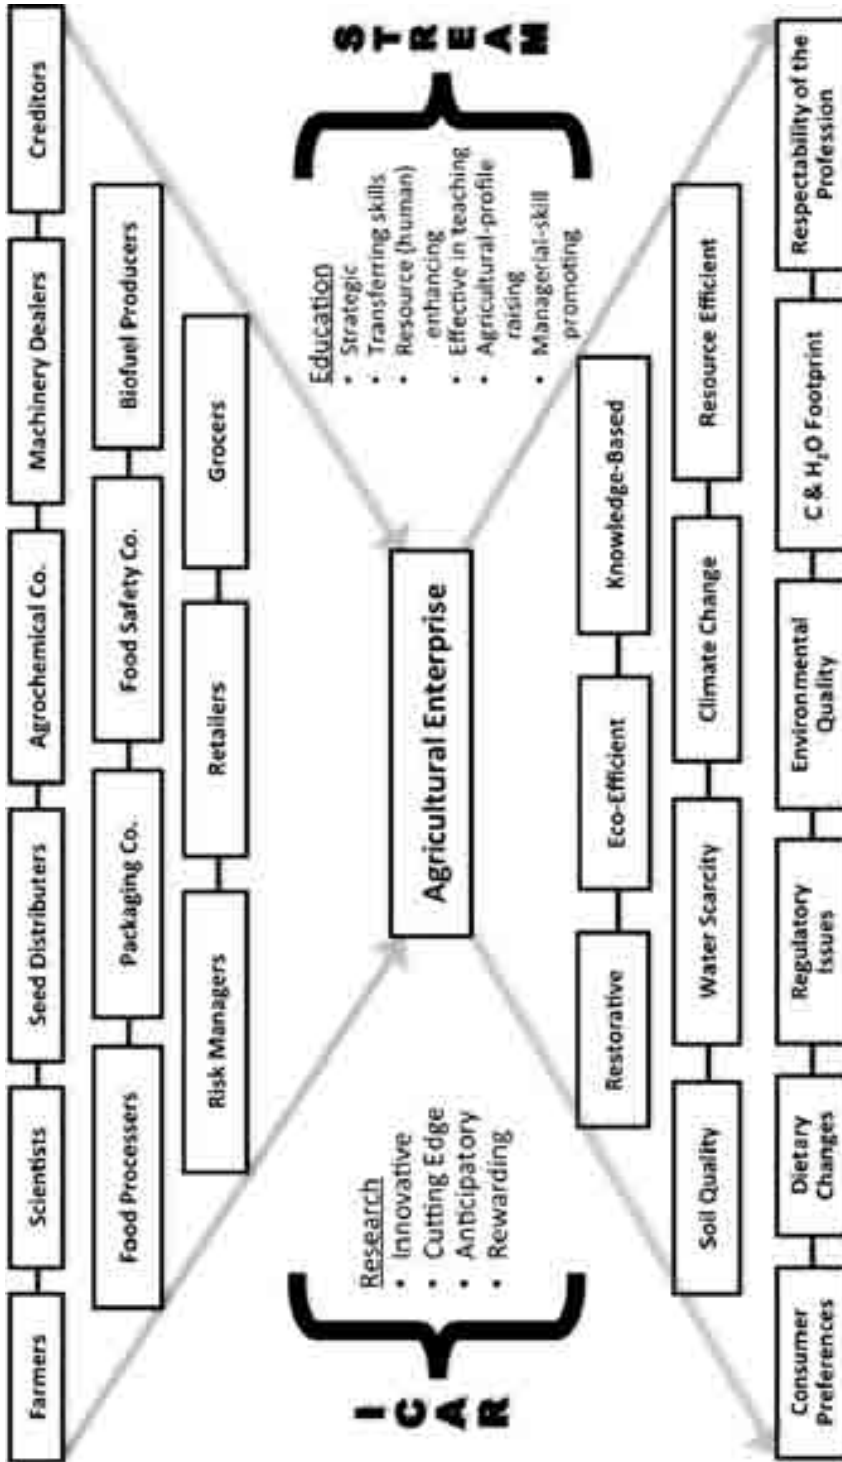 Farmers
Scientists
Seed Distributers
Agrochemical Co.
Machinery Dealers
Creditors
Food Processers
Packaging Co.
Food Safety Co.
Biofuel Producers
Risk Managers
Retailers
Grocers
I
C
A
R
Research
• Innovative
• Cutting Edge
• Anticipatory
• Rewarding
Agricultural Enterprise
Education
• Strategic
• Transferring skills
• Resource (human)
enhancing
• Effective in teaching
• Agricultural-profile
raising
• Managerial-skill
promoting
S
T
R
E
A
M
Restorative
Eco-Efficient
Knowledge-Based
Soil Quality
Water Scarcity
Climate Change
Resource Efficient
Consumer
Preferences
Dietary
Changes
Regulatory
Issues
Environmental
Quality
C & H₂O Footprint
Respectability of the
Profession